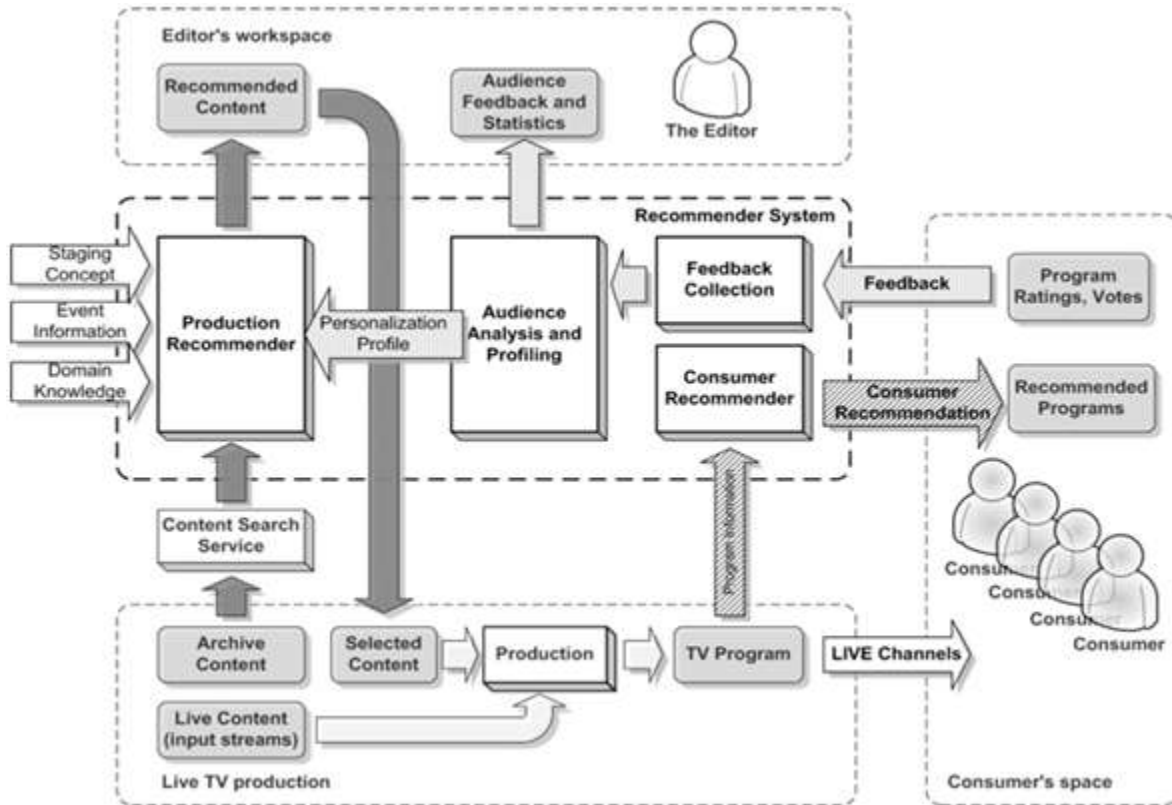 Editor's workspace
Recommended
Content
Audience
Feedback and
Statistics
The Editor
Recommender System
Staging
Concept
Event
Information
Domain
Knowledge
Production
Recommender
Personalization
Profile
Audience
Analysis and
Profiling
Feedback
Collection
Consumer
Recommender
Feedback
Program
Ratings, Votes
Consumer
Recommendation
Recommended
Programs
Content Search
Service
Program Information
Archive
Content
Selected
Content
Production
TV Program
LIVE Channels
Live Content
(input streams)
Live TV production
Consumer
Consumer
Consumer
Consumer
Consumer's space